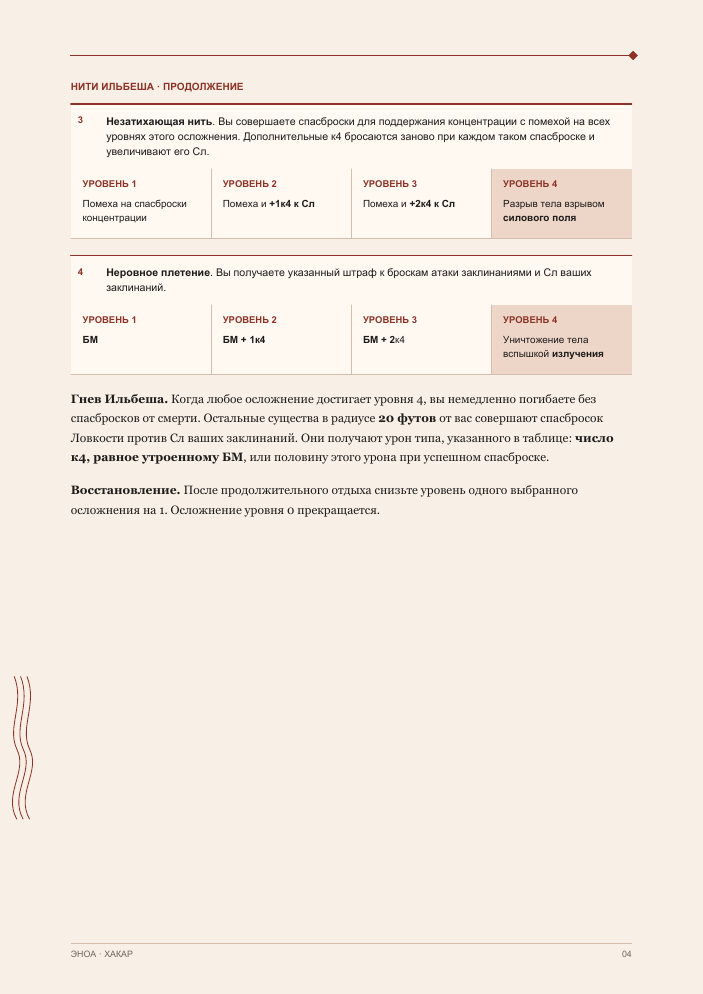 НИТИ ИЛЬБЕША · ПРОДОЛЖЕНИЕ
3
Незатихающая нить. Вы совершаете спасброски для поддержания концентрации с помехой на всех
уровнях этого осложнения. Дополнительные к4 бросаются заново при каждом таком спасброске и
увеличивают его Сл.
УРОВЕНЬ 1
Помеха на спасброски
концентрации
УРОВЕНЬ 2
Помеха и +1к4 к Сл
УРОВЕНЬ 3
Помеха и +2к4 к Сл
УРОВЕНЬ 4
Разрыв тела взрывом
силового поля
4
Неровное плетение. Вы получаете указанный штраф к броскам атаки заклинаниями и Сл ваших
заклинаний.
УРОВЕНЬ 1
БМ
УРОВЕНЬ 2
БМ + 1к4
УРОВЕНЬ 3
БМ + 2к4
УРОВЕНЬ 4
Уничтожение тела
вспышкой излучения
Гнев Ильбеша. Когда любое осложнение достигает уровня 4, вы немедленно погибаете без
спасбросков от смерти. Остальные существа в радиусе 20 футов от вас совершают спасбросок
Ловкости против Сл ваших заклинаний. Они получают урон типа, указанного в таблице: число
к4, равное утроенному БМ, или половину этого урона при успешном спасброске.
Восстановление. После продолжительного отдыха снизьте уровень одного выбранного
осложнения на 1. Осложнение уровня 0 прекращается.
ЭНОА · ХАКАР
04